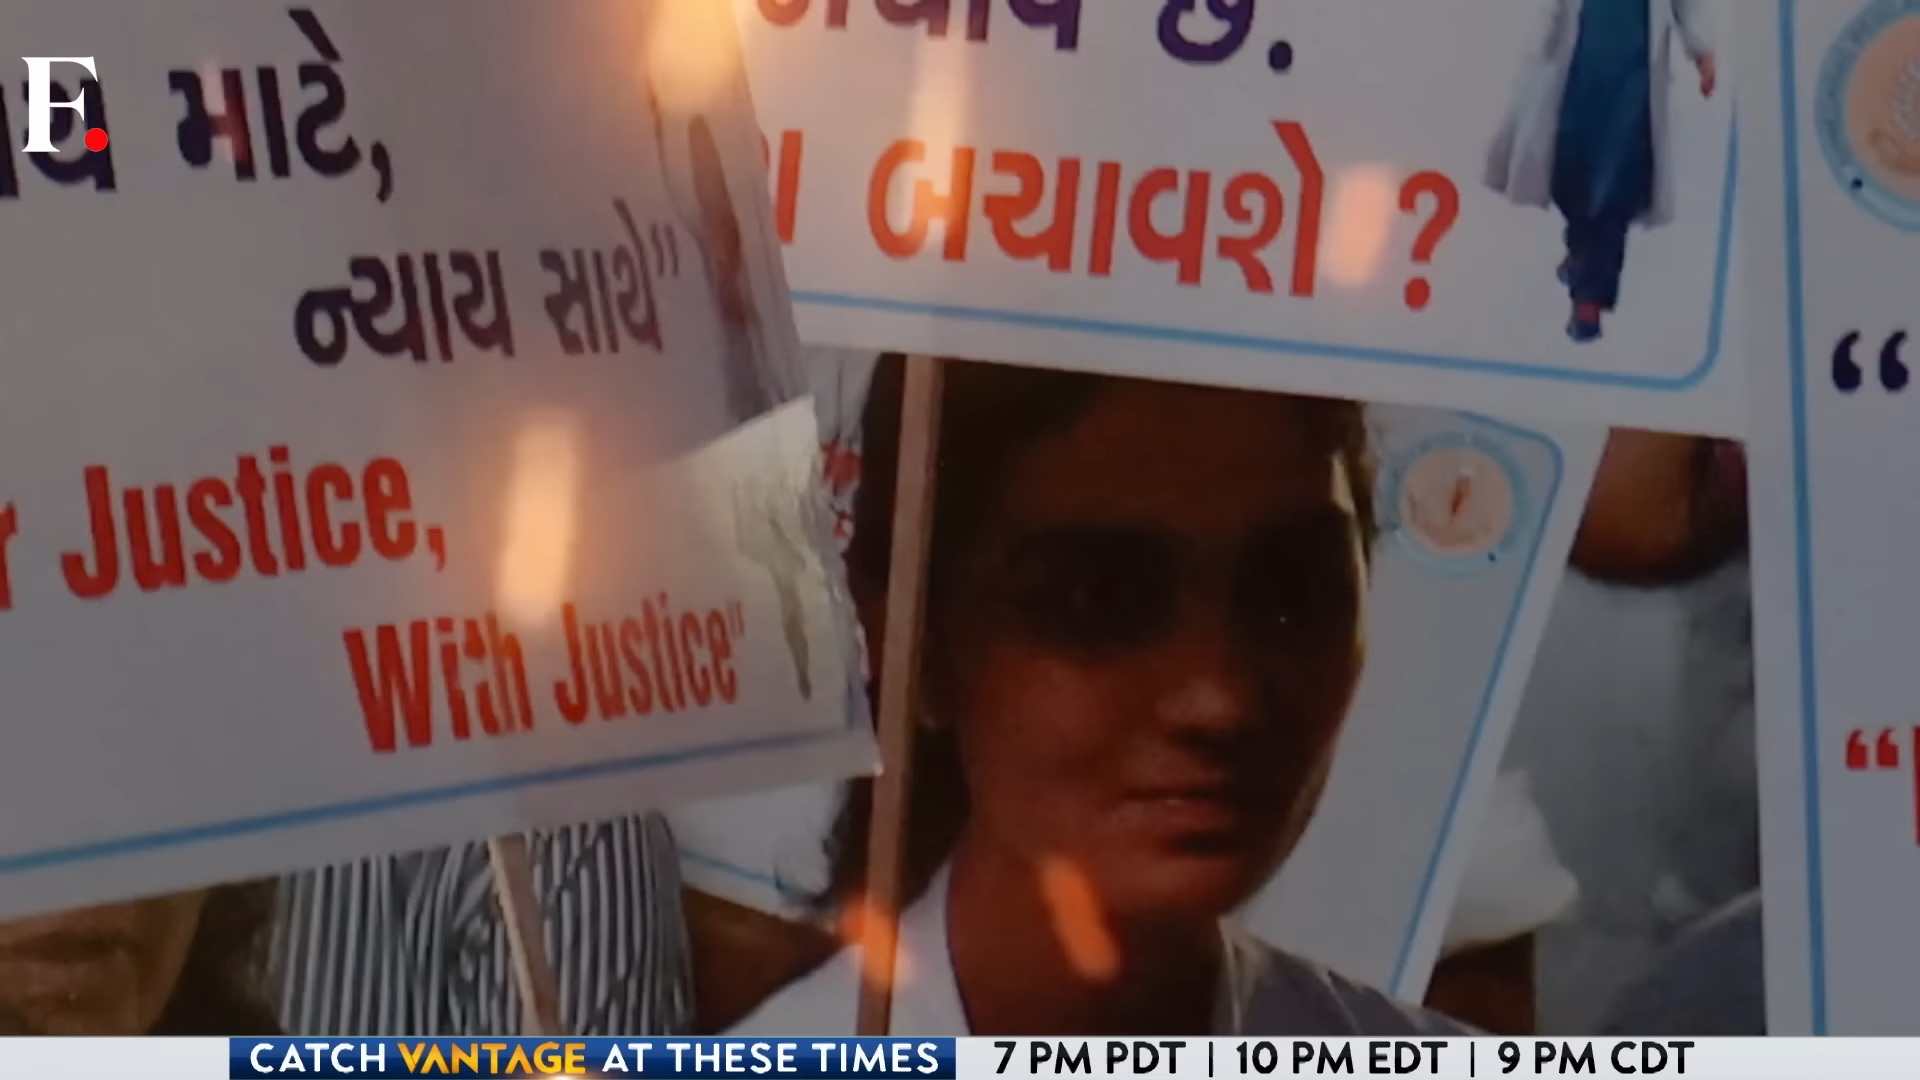 F.
માટે,
ન્યાય સાથે”
Justice,
With Justice"
છે.
બચાવશે ?
“
“
CATCH VANTAGE AT THESE TIMES
7 PM PDT | 10 PM EDT | 9 PM CDT